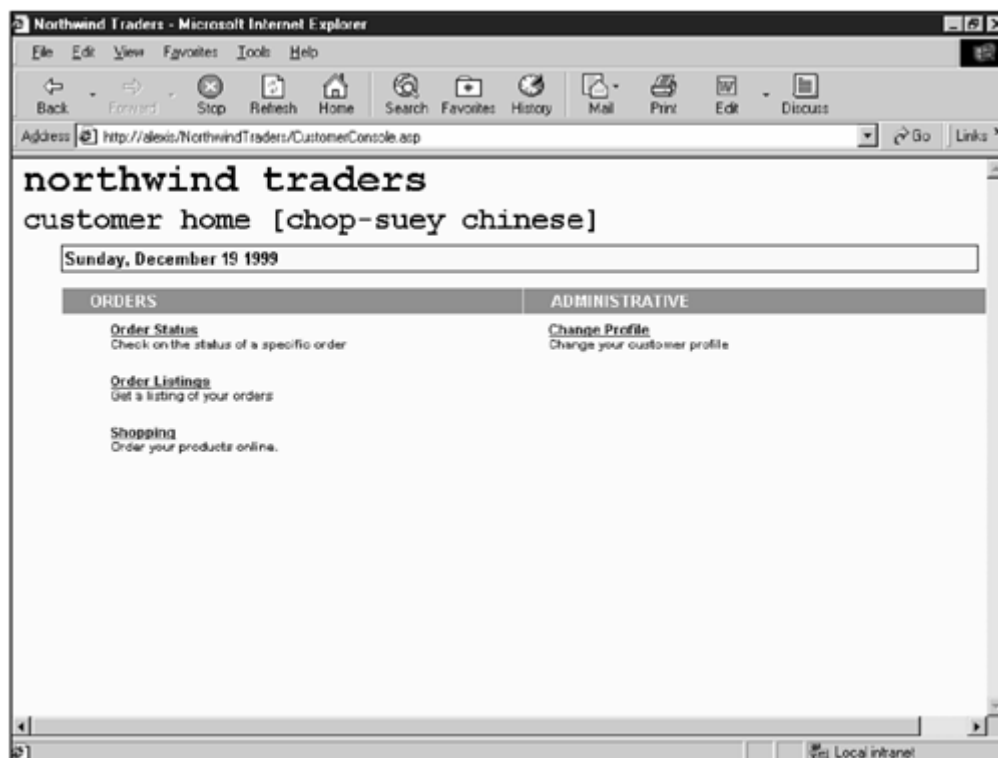 Northwind Traders - Microsoft Internet Explorer
File Edit View Favorites Tools Help
Back Forward Stop Refresh Home Search Favorites History Mail Print Edit Discuss
Address http://alexis/NorthwindTraders/CustomerConsole.asp Go Links
northwind traders
customer home [chop-suey chinese]
Sunday, December 19 1999
ORDERS ADMINISTRATIVE
Order Status Change Profile
Check on the status of a specific order Change your customer profile
Order Listings
Get a listing of your orders
Shopping
Order your products online.
Local intranet